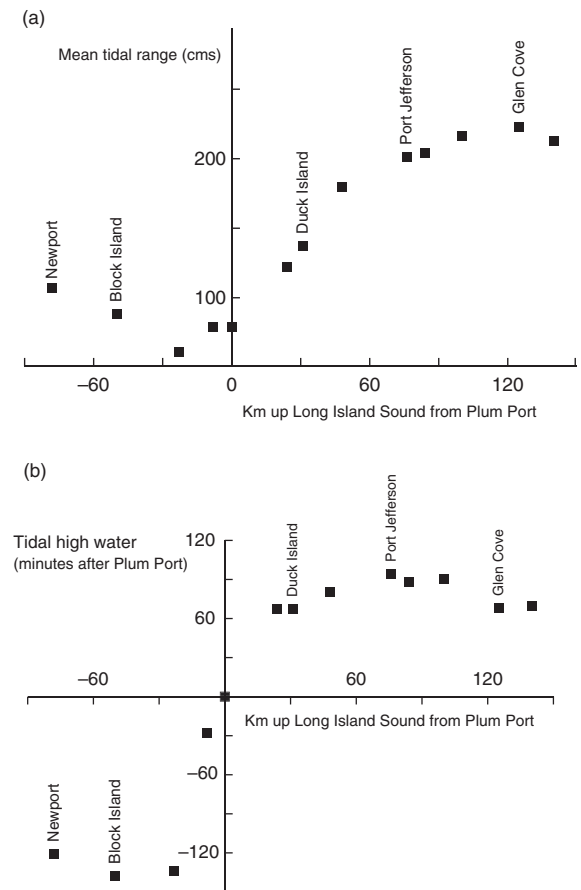 (a)
Mean tidal range (cms)
Newport
Block Island
Duck Island
Port Jefferson
Glen Cove
200
100
–60
0
60
120
Km up Long Island Sound from Plum Port
(b)
Tidal high water
(minutes after Plum Port)
120
60
Duck Island
Port Jefferson
Glen Cove
–60
60
120
Km up Long Island Sound from Plum Port
–60
–120
Newport
Block Island